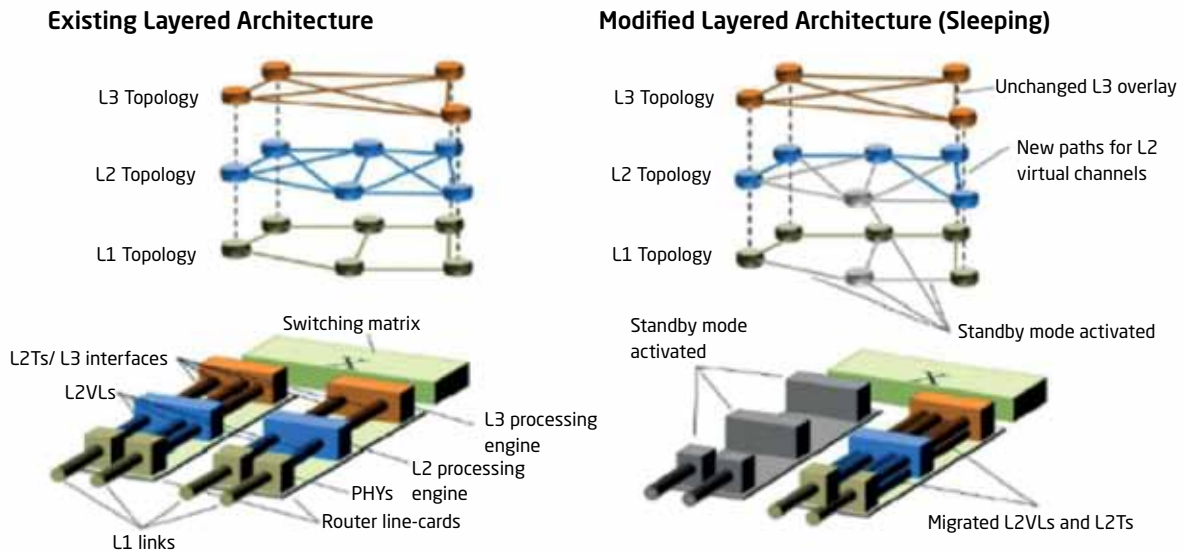 Existing Layered Architecture
L3 Topology
L2 Topology
L1 Topology
Switching matrix
L2Ts/ L3 interfaces
L2VLs
L3 processing
engine
L2 processing
engine
PHYs
Router line-cards
L1 links
Modified Layered Architecture (Sleeping)
L3 Topology
Unchanged L3 overlay
New paths for L2
virtual channels
L2 Topology
L1 Topology
Standby mode
activated
Standby mode activated
Migrated L2VLs and L2Ts